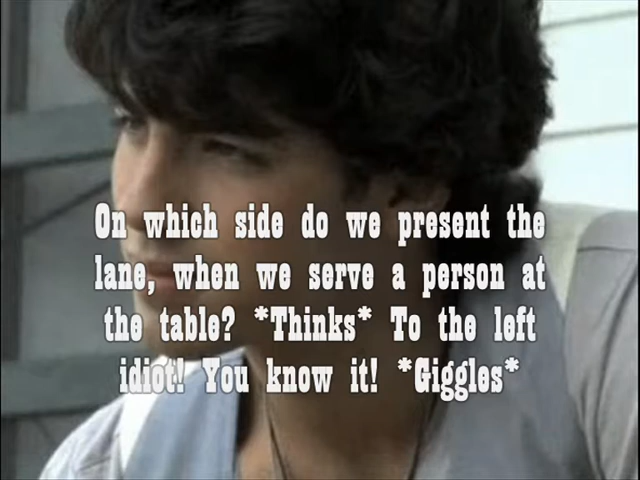 On which side do we present the
lane, when we serve a person at
the table? *Thinks* To the left
idiot! You know it! *Giggles*